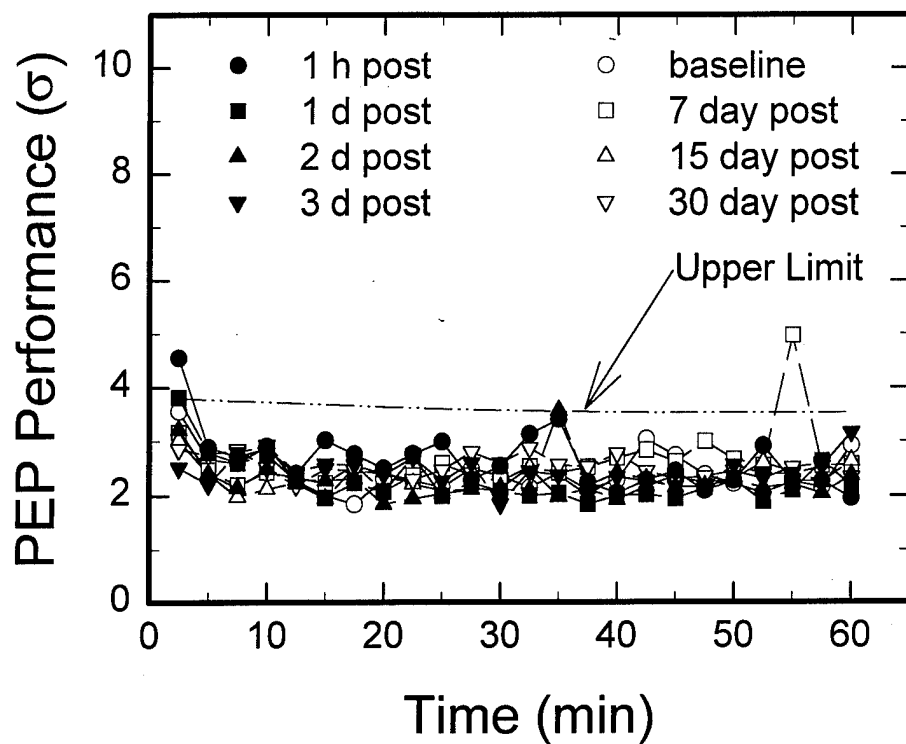 PEP Performance (σ)
10
8
6
4
2
0
1 h post
1 d post
2 d post
3 d post
baseline
7 day post
15 day post
30 day post
Upper Limit
0 10 20 30 40 50 60
Time (min)